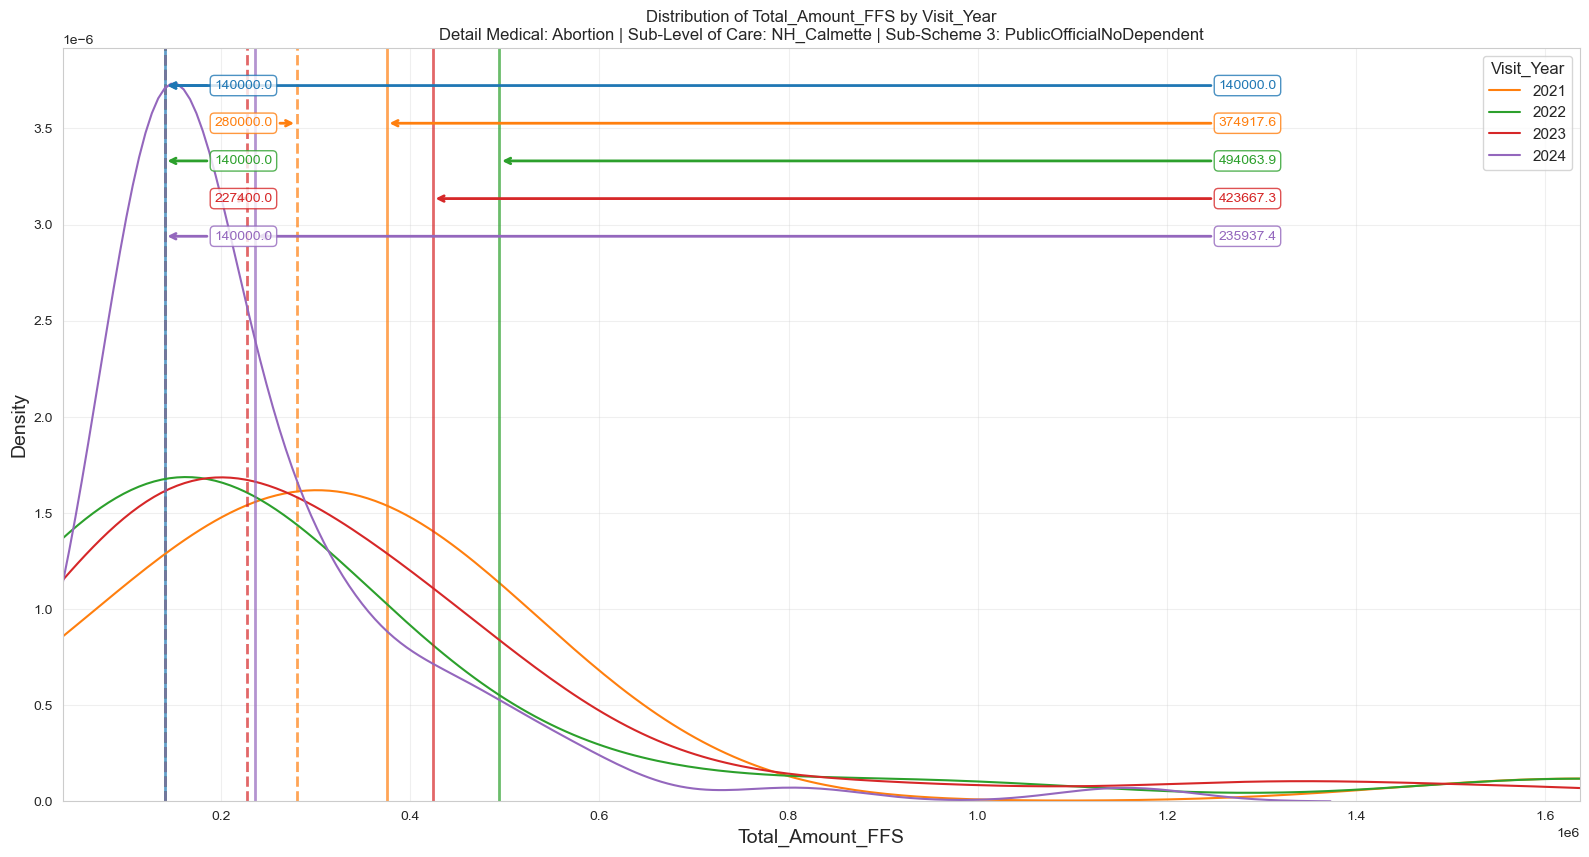 Distribution of Total_Amount_FFS by Visit_Year
Detail Medical: Abortion | Sub-Level of Care: NH_Calmette | Sub-Scheme 3: PublicOfficialNoDependent
1e−6
Visit_Year
2021
2022
2023
2024
140000.0 140000.0
280000.0 374917.6
140000.0 494063.9
227400.0 423667.3
140000.0 235937.4
3.5
3.0
2.5
2.0
1.5
1.0
0.5
0.0
Density
0.2 0.4 0.6 0.8 1.0 1.2 1.4 1.6
1e6
Total_Amount_FFS